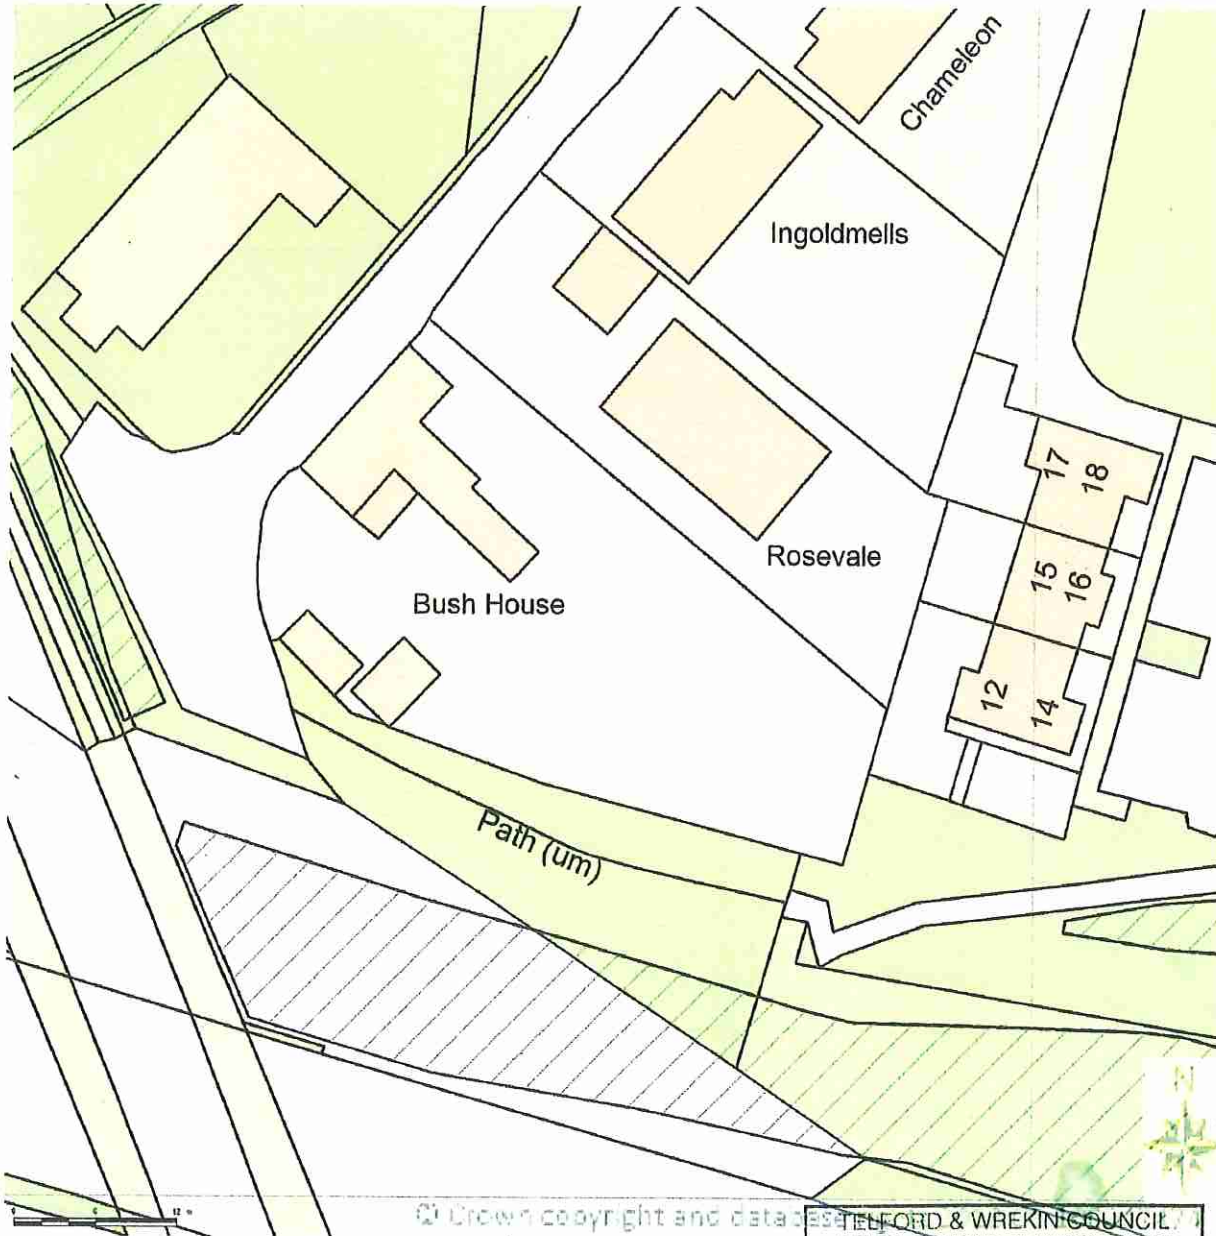 Chameleon
Ingoldmells
17
18
Rosevale
15
16
Bush House
12
14
Path (um)
N
12 m
© Crown copyright and database
TELFORD & WREKIN COUNCIL